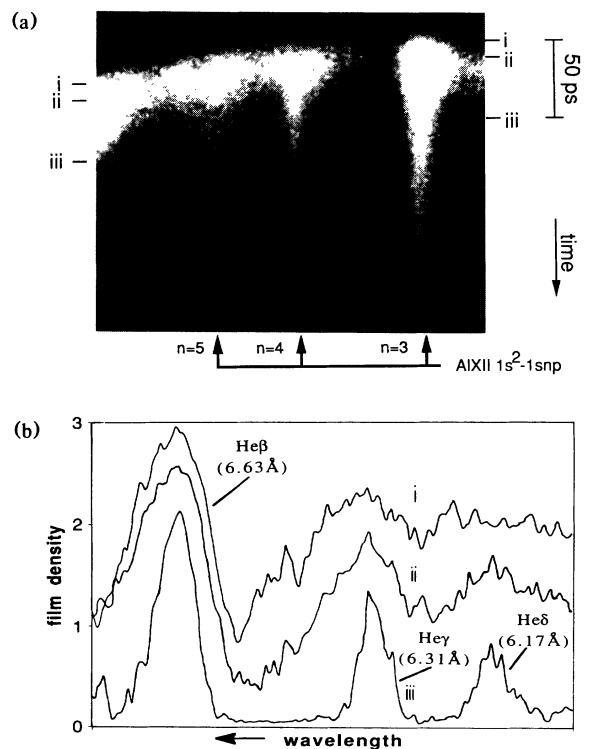 (a)
i
ii
iii
i
ii
iii
50 ps
time
n=5 n=4 n=3
AlXII 1s²-1snp
(b)
3
2
1
0
film density
Heβ
(6.63Å)
i
ii
Heγ
(6.31Å)
iii
Heδ
(6.17Å)
wavelength